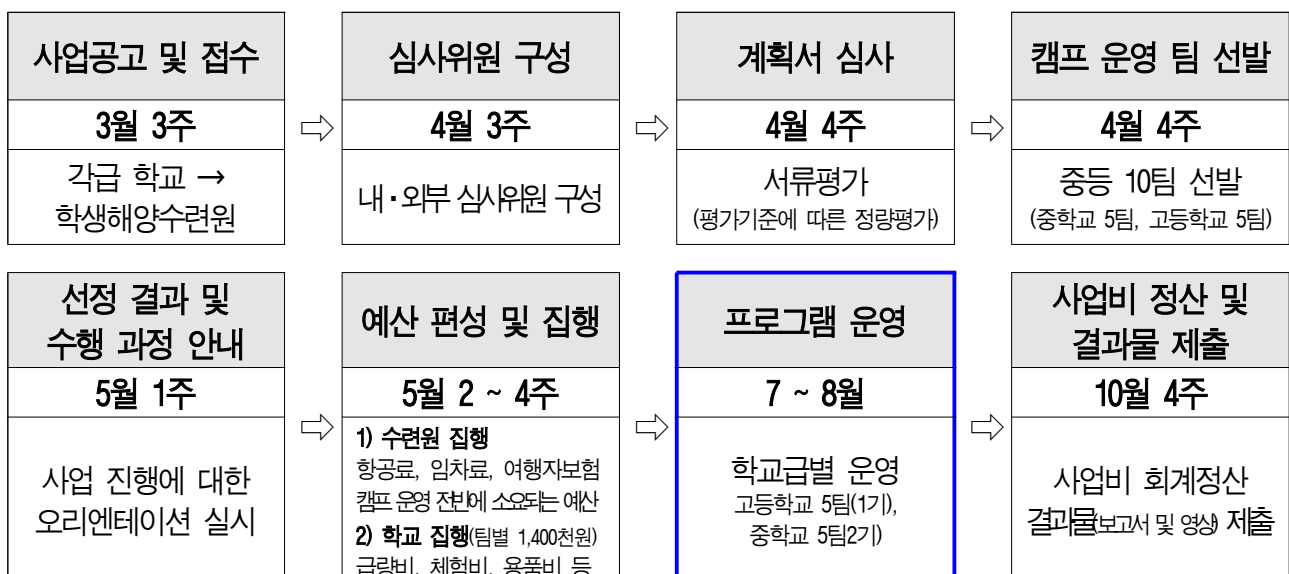 사업공고 및 접수
3월 3주
각급 학교 →
학생해양수련원
⇨
심사위원 구성
4월 3주
내·외부 심사위원 구성
⇨
계획서 심사
4월 4주
서류평가
(평가기준에 따른 정량평가)
⇨
캠프 운영 팀 선발
4월 4주
중등 10팀 선발
(중학교 5팀, 고등학교 5팀)
선정 결과 및
수행 과정 안내
5월 1주
사업 진행에 대한
오리엔테이션 실시
⇨
예산 편성 및 집행
5월 2 ~ 4주
1) 수련원 집행
항공료, 임차료, 여행자보험
캠프 운영 전반에 소요되는 예산
2) 학교 집행(팀별 1,400천원)
급량비, 체험비, 용품비 등
⇨
프로그램 운영
7 ~ 8월
학교급별 운영
고등학교 5팀(1기),
중학교 5팀2기)
⇨
사업비 정산 및
결과물 제출
10월 4주
사업비 회계정산
결과물(보고서 및 영상) 제출